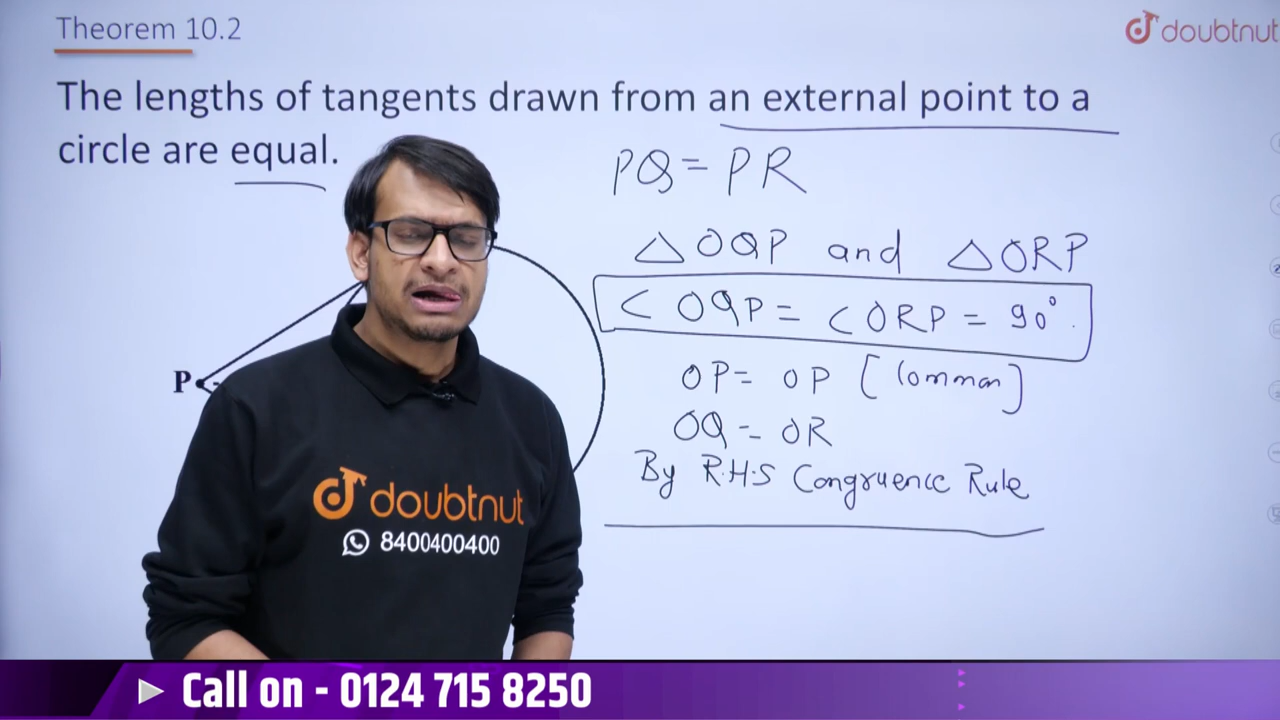 Theorem 10.2
doubtnut
The lengths of tangents drawn from an external point to a
circle are equal.
PQ = PR
△OQP and △ORP
< OQP = < ORP = 90°.
P
OP = OP [Common]
OQ = OR
By R.H.S Congruence Rule
doubtnut
8400400400
Call on - 0124 715 8250